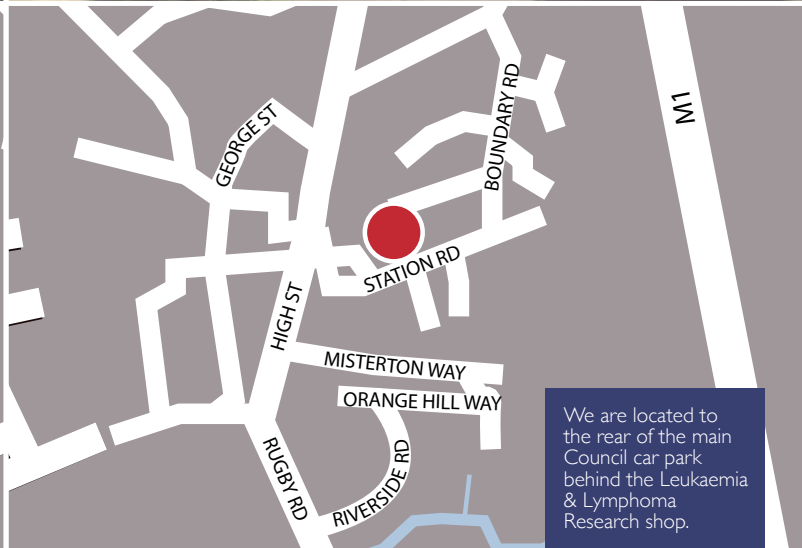 M1
BOUNDARY RD
GEORGE ST
STATION RD
HIGH ST
MISTERTON WAY
ORANGE HILL WAY
RUGBY RD
RIVERSIDE RD
We are located to
the rear of the main
Council car park
behind the Leukaemia
& Lymphoma
Research shop.